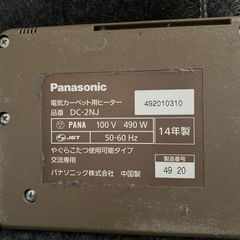 Panasonic
電気カーペット用ヒーター
品番 DC-2NJ
492010310
PANA 100 V 490 W
JET 50-60 Hz
14年製
やぐらこたつ使用可能タイプ
交流専用
製造番号
49 20
パナソニック株式会社 中国製